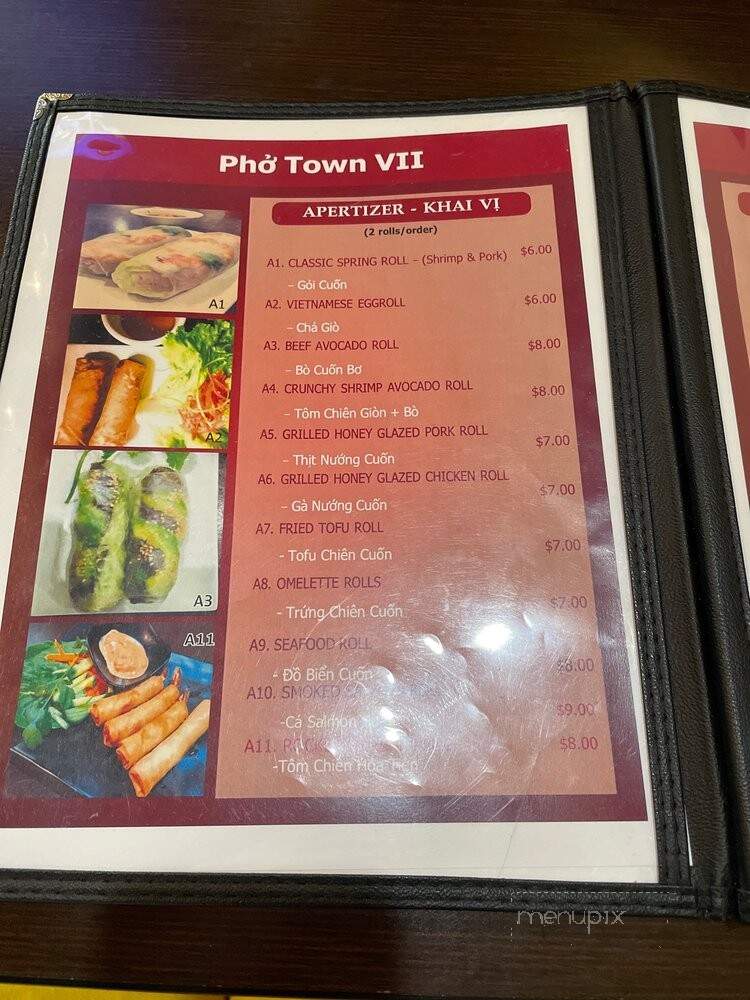 Phở Town VII
APERTIZER - KHAI VỊ
(2 rolls/order)
A1. CLASSIC SPRING ROLL - (Shrimp & Pork) $6.00
- Gỏi Cuốn
A2. VIETNAMESE EGGROLL $6.00
- Chả Giò
A3. BEEF AVOCADO ROLL $8.00
- Bò Cuốn Bơ
A4. CRUNCHY SHRIMP AVOCADO ROLL $8.00
- Tôm Chiên Giòn + Bò
A5. GRILLED HONEY GLAZED PORK ROLL $7.00
- Thịt Nướng Cuốn
A6. GRILLED HONEY GLAZED CHICKEN ROLL $7.00
- Gà Nướng Cuốn
A7. FRIED TOFU ROLL $7.00
- Tofu Chiên Cuốn
A8. OMELETTE ROLLS $7.00
- Trứng Chiên Cuốn
A9. SEAFOOD ROLL $8.00
- Đồ Biển Cuốn
A10. SMOKED $9.00
-Cá Salmon
A11. $8.00
-Tôm Chiên Hỏa
A1
A2
A3
A11
menupix